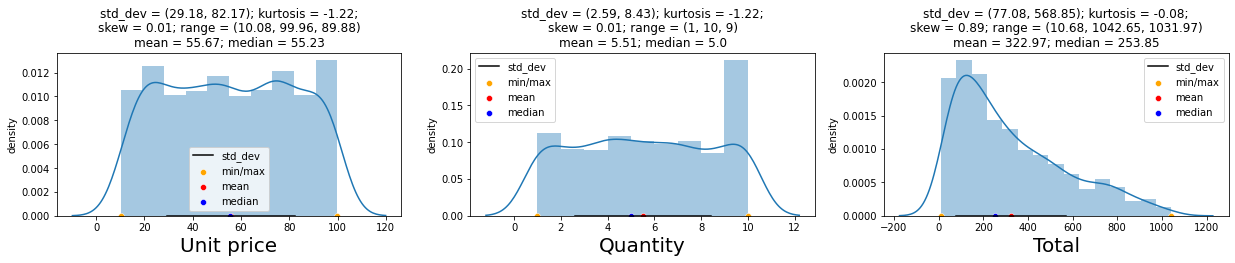 std_dev = (29.18, 82.17); kurtosis = -1.22;
skew = 0.01; range = (10.08, 99.96, 89.88)
mean = 55.67; median = 55.23
density
0.012
0.010
0.008
0.006
0.004
0.002
0.000
std_dev
min/max
mean
median
0 20 40 60 80 100 120
Unit price
std_dev = (2.59, 8.43); kurtosis = -1.22;
skew = 0.01; range = (1, 10, 9)
mean = 5.51; median = 5.0
density
0.20
0.15
0.10
0.05
0.00
std_dev
min/max
mean
median
0 2 4 6 8 10 12
Quantity
std_dev = (77.08, 568.85); kurtosis = -0.08;
skew = 0.89; range = (10.68, 1042.65, 1031.97)
mean = 322.97; median = 253.85
density
0.0020
0.0015
0.0010
0.0005
0.0000
std_dev
min/max
mean
median
−200 0 200 400 600 800 1000 1200
Total